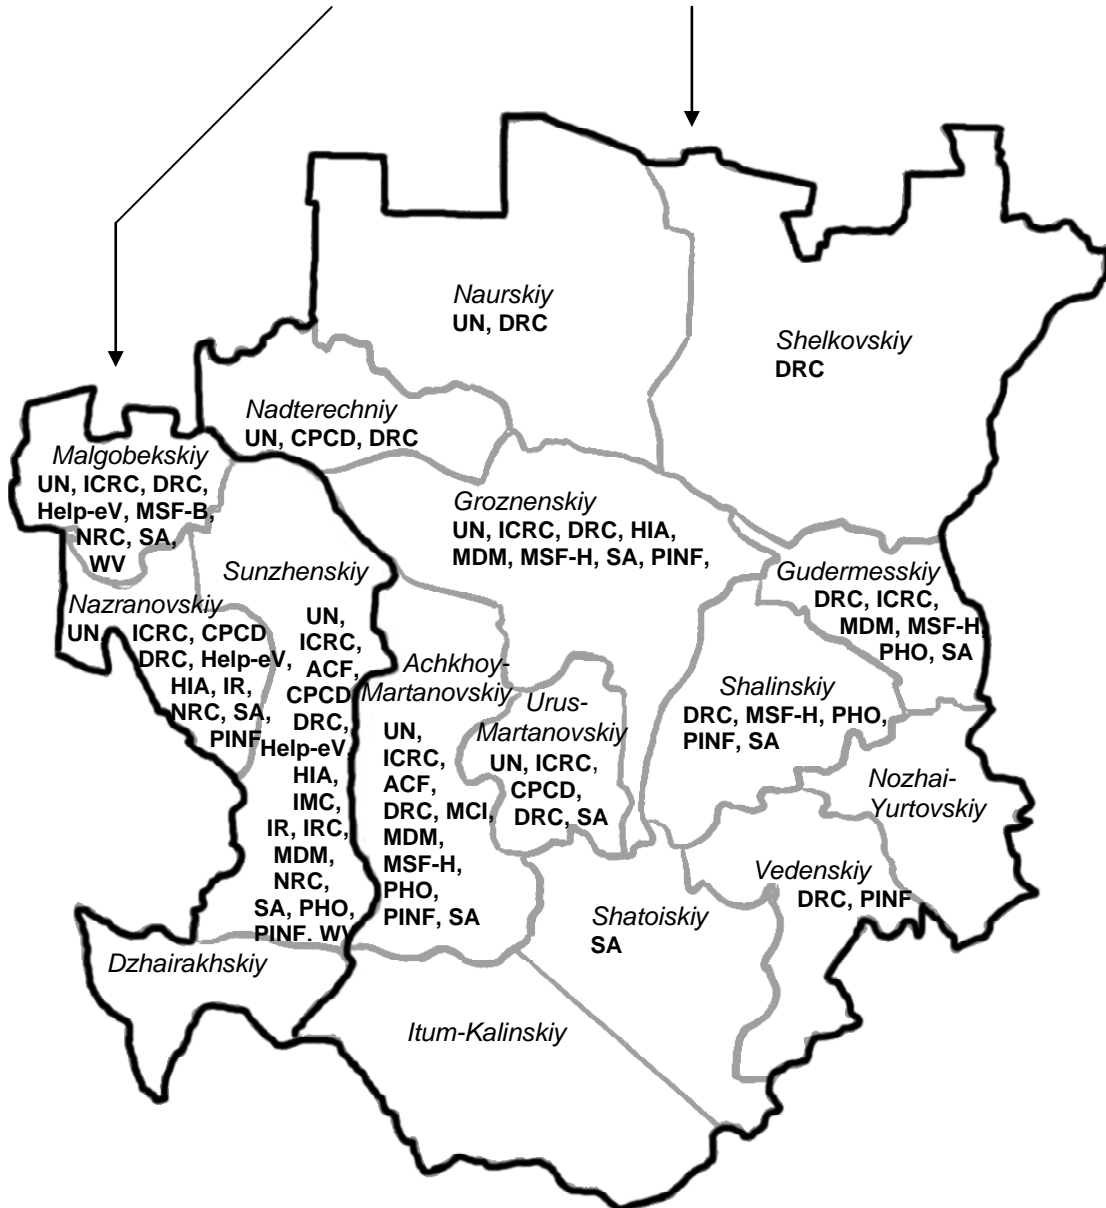 Naurskiy
UN, DRC
Shelkovskiy
DRC
Nadterechniy
UN, CPCD, DRC
Malgobekskiy
UN, ICRC, DRC,
Help-eV, MSF-B,
NRC, SA,
WV
Groznenskiy
UN, ICRC, DRC, HIA,
MDM, MSF-H, SA, PINF,
Gudermesskiy
DRC, ICRC,
MDM, MSF-H,
PHO, SA
Sunzhenskiy
UN,
ICRC,
ACF,
CPCD
DRC,
Help-eV,
HIA,
IMC,
IR, IRC,
MDM,
NRC,
SA, PHO,
PINF, WV
Nazranovskiy
UN, ICRC, CPCD
DRC, Help-eV,
HIA, IR,
NRC, SA,
PINF
Achkhoy-
Martanovskiy
UN,
ICRC,
ACF,
DRC, MCI,
MDM,
MSF-H,
PHO,
PINF, SA
Urus-
Martanovskiy
UN, ICRC,
CPCD,
DRC, SA
Shalinskiy
DRC, MSF-H, PHO,
PINF, SA
Nozhai-
Yurtovskiy
Vedenskiy
DRC, PINF
Shatoiskiy
SA
Dzhairakhskiy
Itum-Kalinskiy